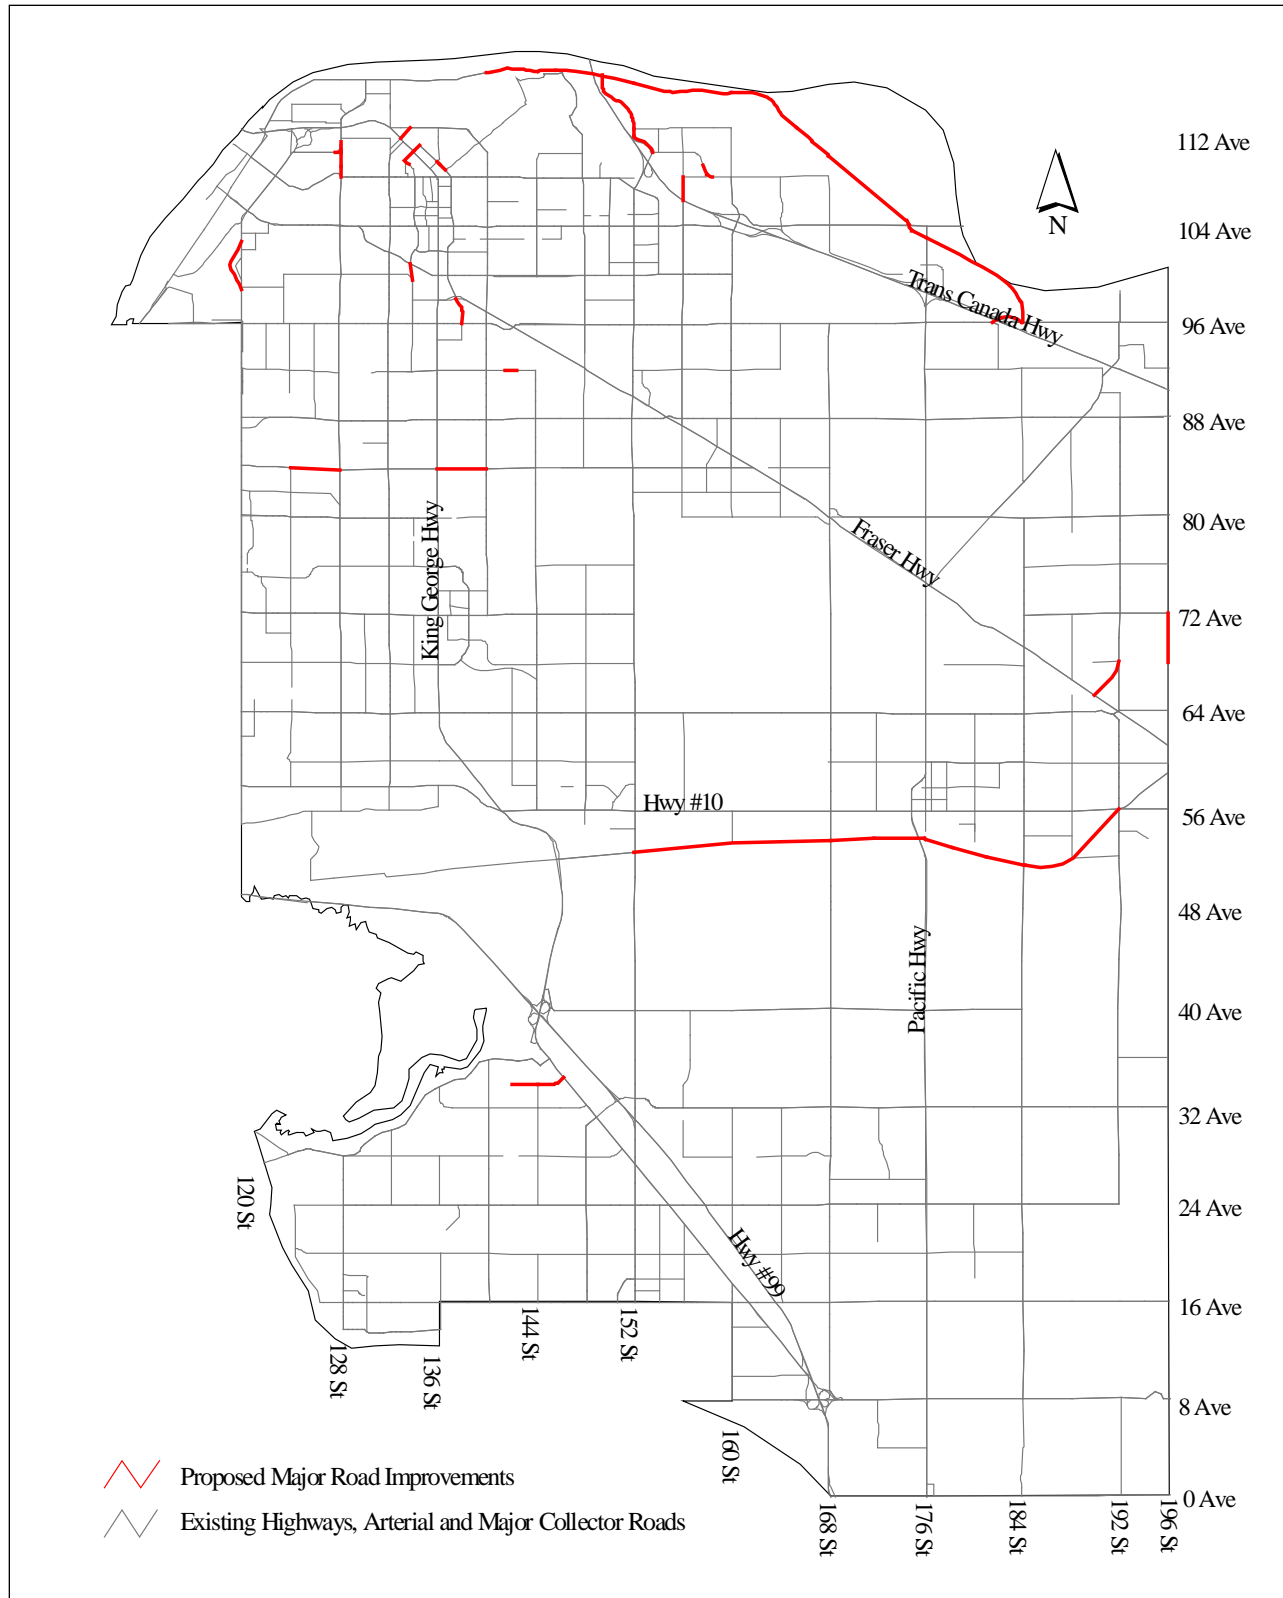 112 Ave
N
104 Ave
Trans Canada Hwy
96 Ave
88 Ave
King George Hwy
80 Ave
Fraser Hwy
72 Ave
64 Ave
Hwy #10
56 Ave
48 Ave
Pacific Hwy
40 Ave
32 Ave
120 St
24 Ave
Hwy #99
16 Ave
128 St
136 St
144 St
152 St
8 Ave
160 St
0 Ave
168 St
176 St
184 St
192 St
196 St
Proposed Major Road Improvements
Existing Highways, Arterial and Major Collector Roads